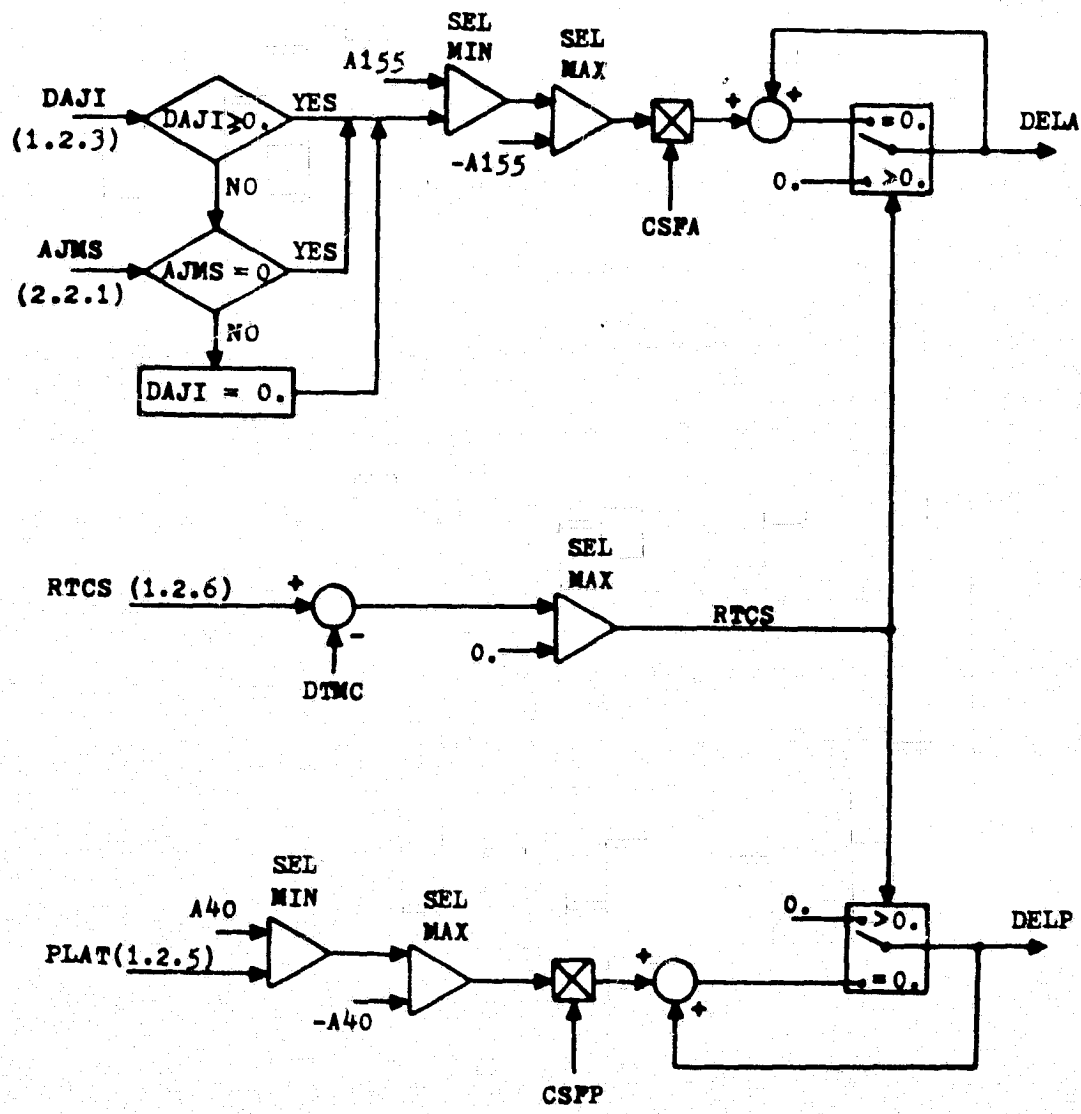 SEL
MIN
SEL
MAX
A155
DAJI
(1.2.3)
DAJI≥0.
YES
-A155
+
+
= 0.
DELA
0.
≥0.
NO
CSFA
AJMS
(2.2.1)
AJMS = 0
YES
NO
DAJI = 0.
SEL
MAX
RTCS (1.2.6)
+
-
RTCS
0.
DTMC
SEL
MIN
SEL
MAX
A40
0.
>0.
DELP
PLAT(1.2.5)
+
+
=0.
-A40
CSFP